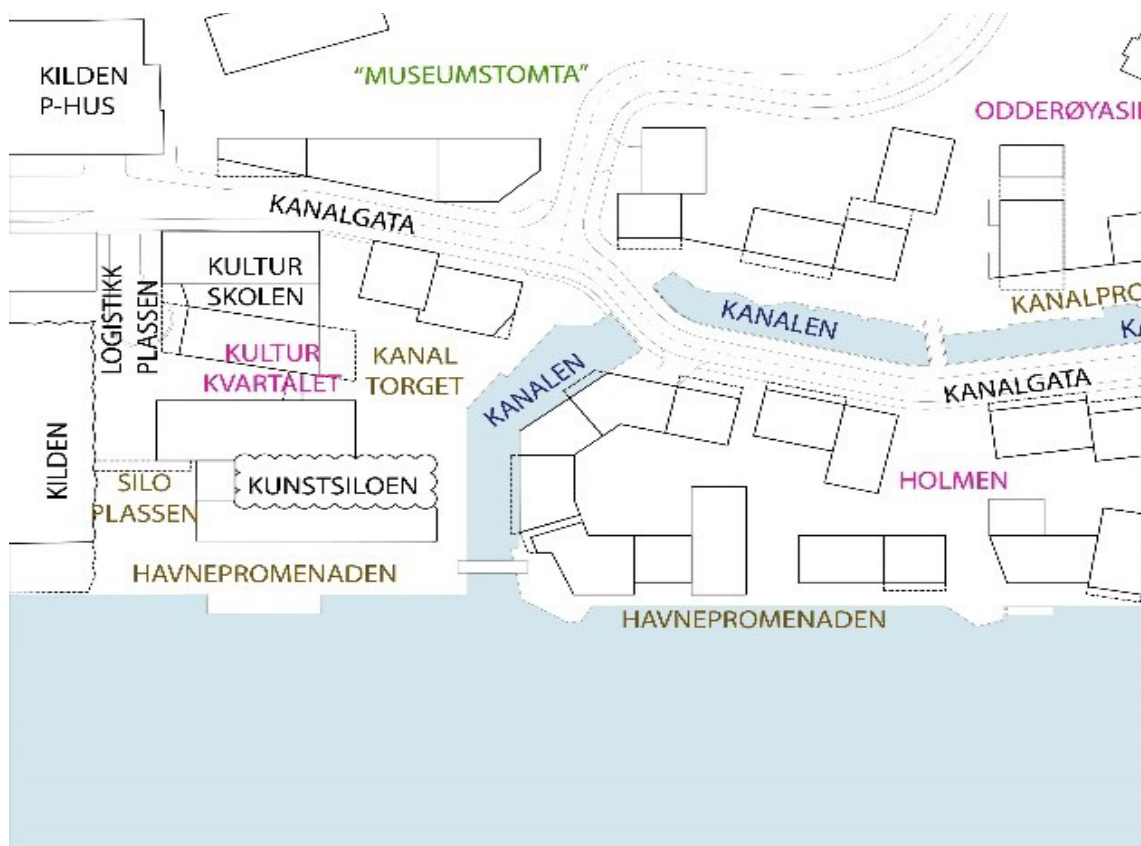 KILDEN
P-HUS
“MUSEUMSTOMTA”
ODDERØYASI
KANALGATA
KULTUR
SKOLEN
LOGISTIKK
PLASSEN
KULTUR
KVARTALET
KANAL
TORGET
KANALEN
KANALEN
KANALPRO
KA
KANALGATA
KILDEN
SILO
PLASSEN
KUNSTSILOEN
HOLMEN
HAVNEPROMENADEN
HAVNEPROMENADEN